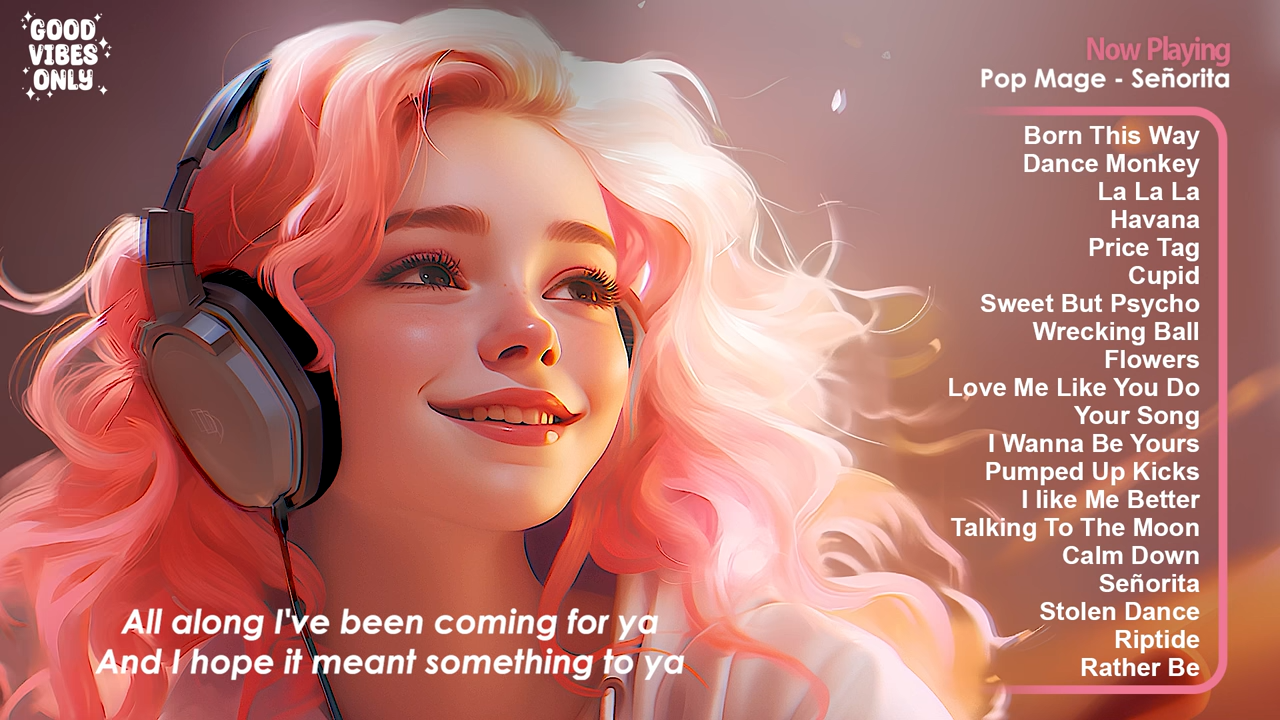 GOOD
VIBES
ONLY
Now Playing
Pop Mage - Señorita
Born This Way
Dance Monkey
La La La
Havana
Price Tag
Cupid
Sweet But Psycho
Wrecking Ball
Flowers
Love Me Like You Do
Your Song
I Wanna Be Yours
Pumped Up Kicks
I like Me Better
Talking To The Moon
Calm Down
Señorita
Stolen Dance
Riptide
Rather Be
All along I've been coming for ya
And I hope it meant something to ya